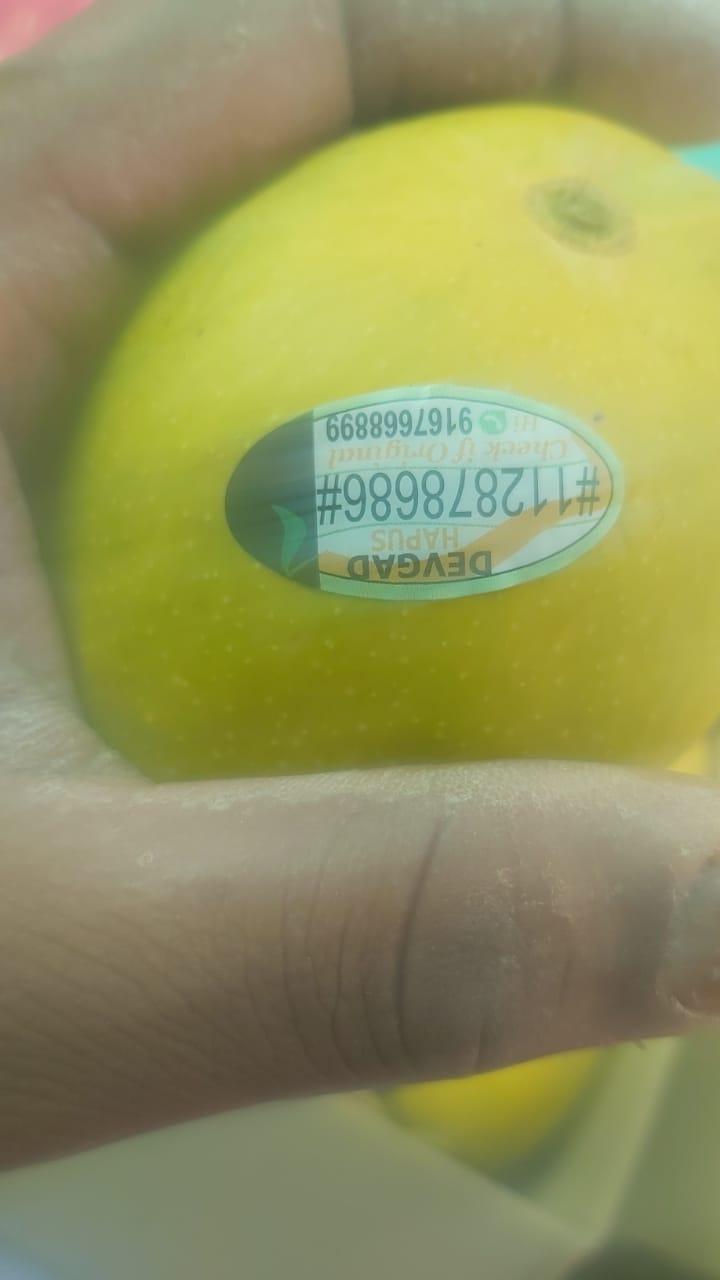 DEVGAD
HAPUS
#112878686#
Check if Original
Hi 9167668899